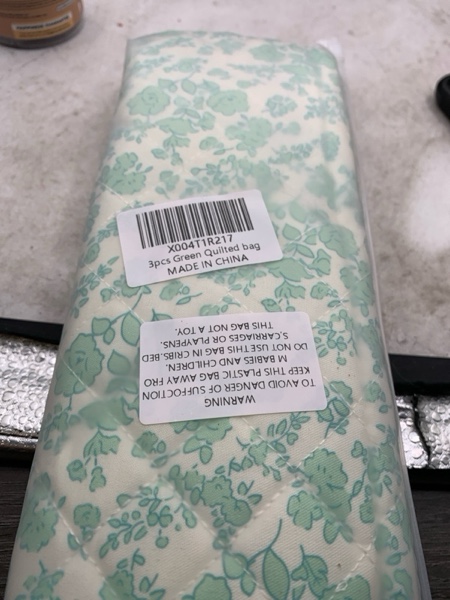 X004T1R217
3pcs Green Quilted bag
MADE IN CHINA
WARNING
TO AVOID DANGER OF SUFFOCTION
KEEP THIS PLASTIC BAG AWAY FRO
M BABIES AND CHILDREN.
DO NOT USE THIS BAG IN CRIBS.BED
S,CARRIAGES OR PLAYPENS.
THIS BAG NOT A TOY.